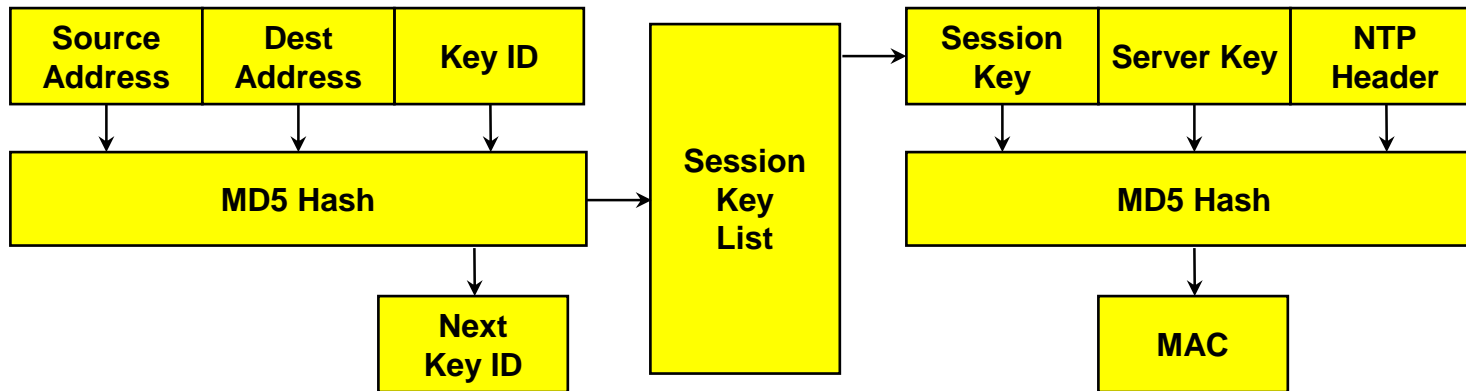 Source
Address
Dest
Address
Key ID
MD5 Hash
Next
Key ID
Session
Key
List
Session
Key
Server Key
NTP
Header
MD5 Hash
MAC